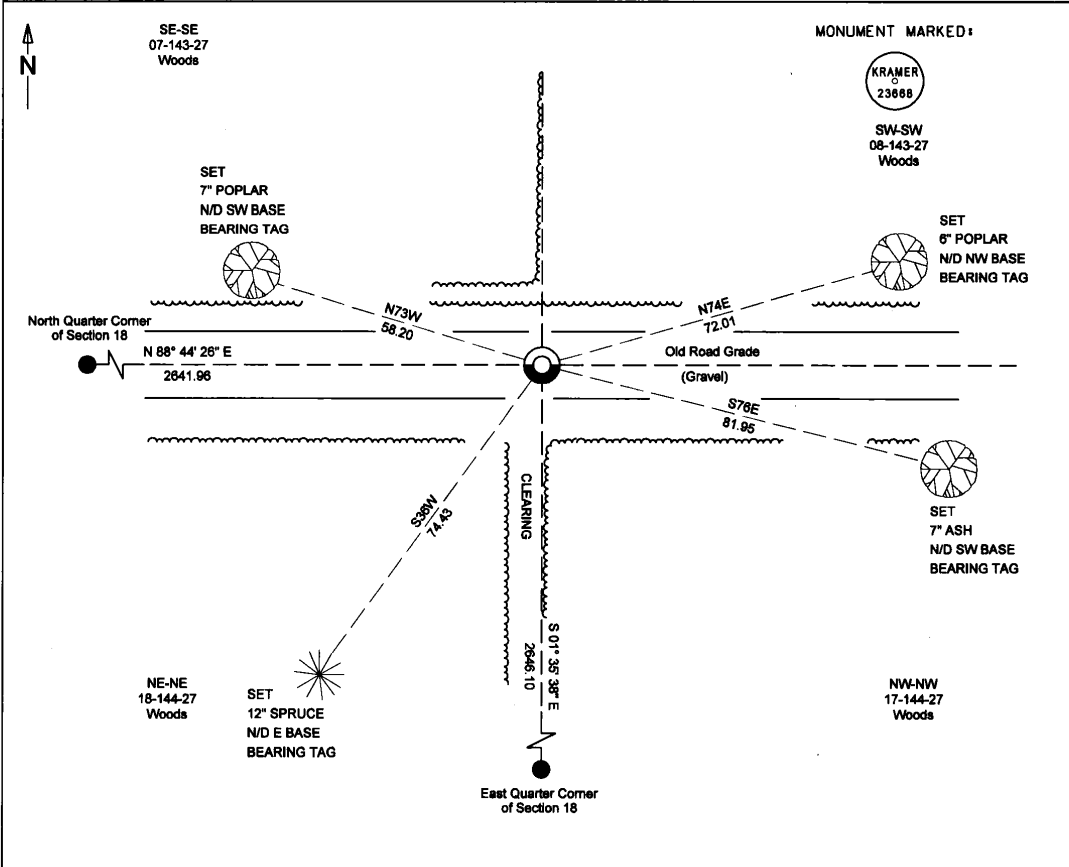 N
SE-SE
07-143-27
Woods
MONUMENT MARKED:
KRAMER
23668
SW-SW
08-143-27
Woods
SET
7" POPLAR
N/D SW BASE
BEARING TAG
SET
6" POPLAR
N/D NW BASE
BEARING TAG
N73W
58.20
N74E
72.01
North Quarter Corner
of Section 18
N 88° 44' 26" E
2641.96
Old Road Grade
(Gravel)
S76E
81.95
S36W
74.43
CLEARING
SET
7" ASH
N/D SW BASE
BEARING TAG
S 01° 35' 38" E
2646.10
NE-NE
18-144-27
Woods
SET
12" SPRUCE
N/D E BASE
BEARING TAG
NW-NW
17-144-27
Woods
East Quarter Corner
of Section 18